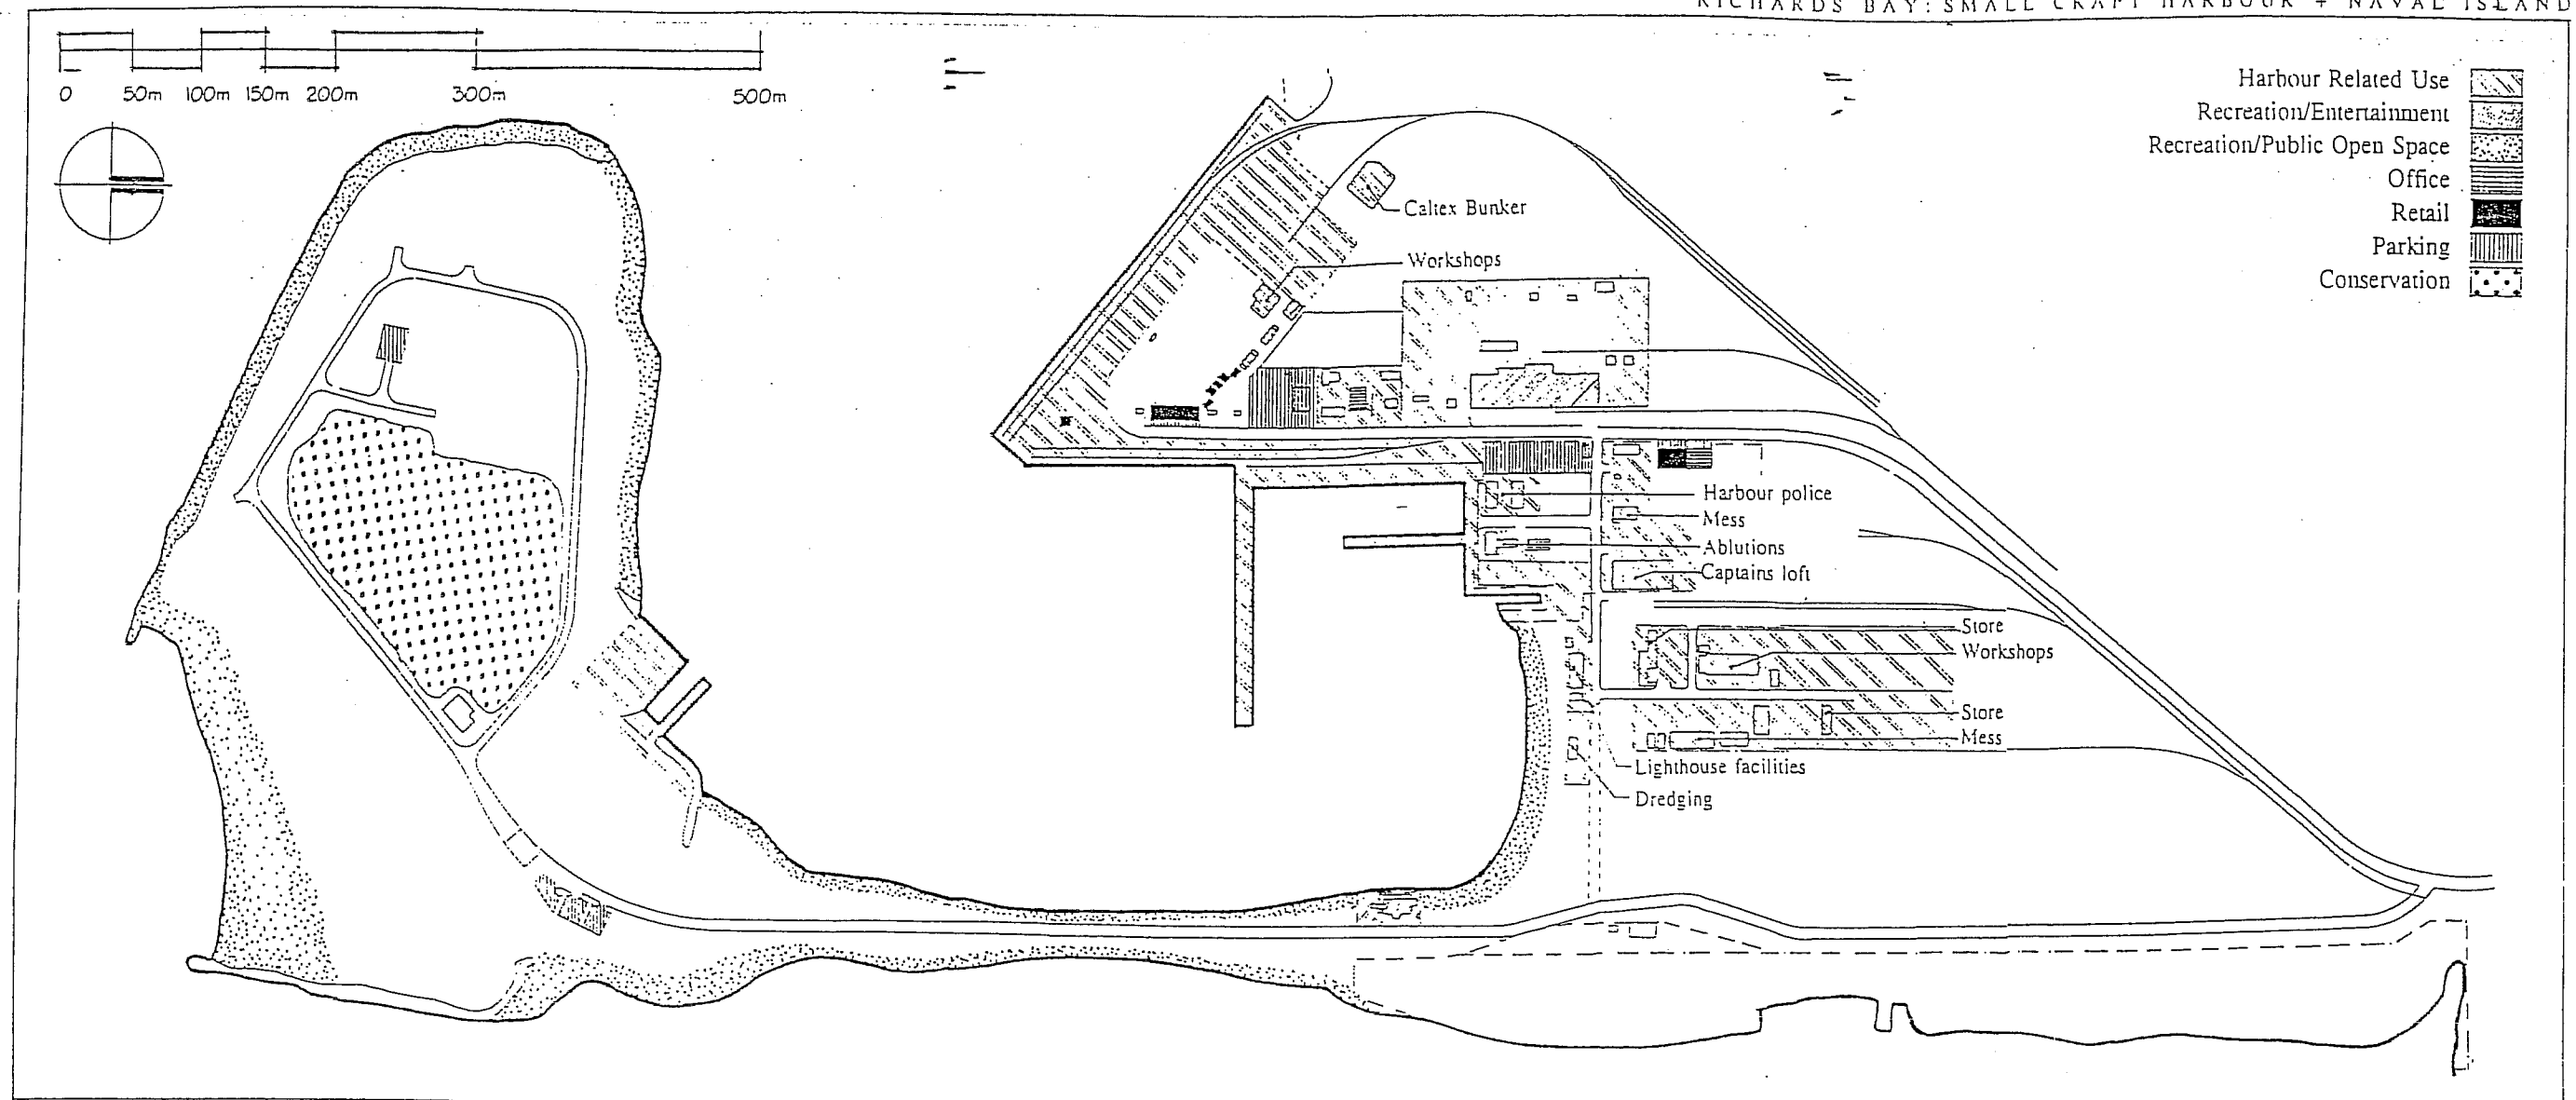 RICHARDS BAY: SMALL CRAFT HARBOUR + NAVAL ISLAND
0 50m 100m 150m 200m 300m 500m
Harbour Related Use
Recreation/Entertainment
Recreation/Public Open Space
Office
Retail
Parking
Conservation
Caltex Bunker
Workshops
Harbour police
Mess
Ablutions
Captains loft
Store
Workshops
Store
Mess
Lighthouse facilities
Dredging